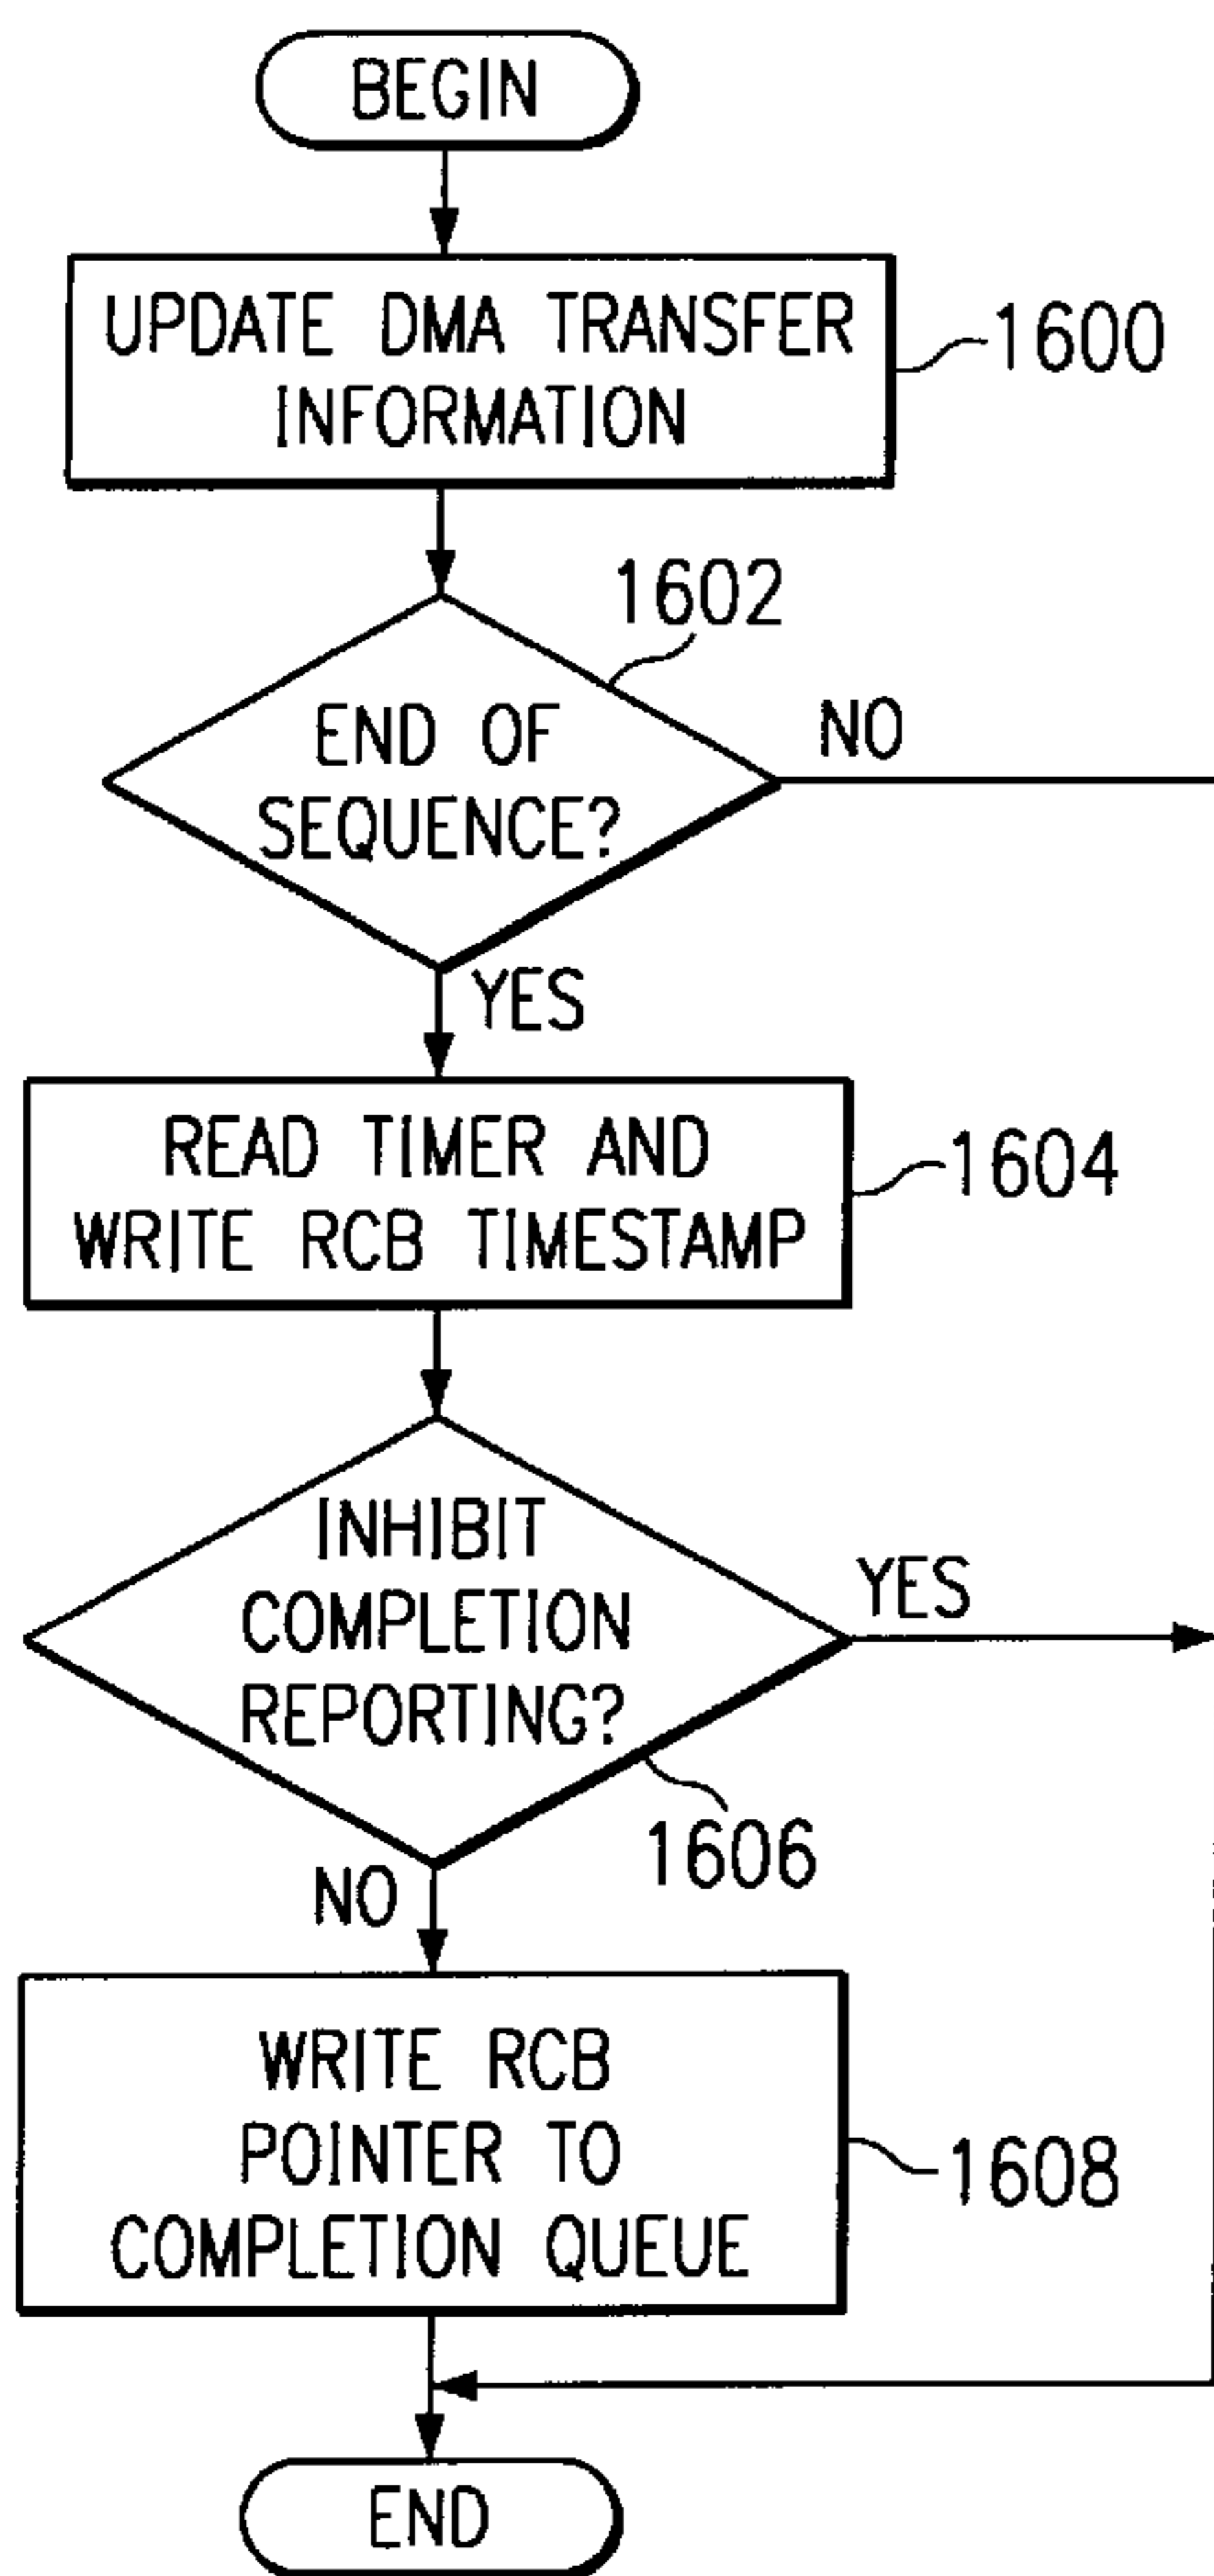 BEGIN
UPDATE DMA TRANSFER
INFORMATION
1600
1602
END OF
SEQUENCE?
NO
YES
READ TIMER AND
WRITE RCB TIMESTAMP
1604
INHIBIT
COMPLETION
REPORTING?
YES
1606
NO
WRITE RCB
POINTER TO
COMPLETION QUEUE
1608
END